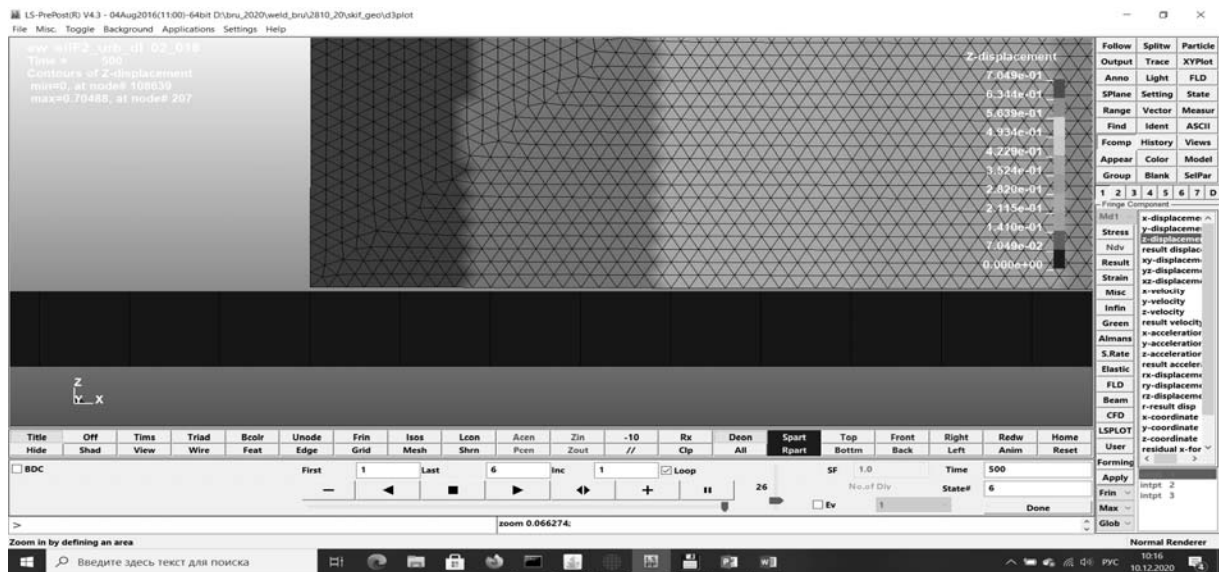 LS-PrePost(R) V4.3 - 04Aug2016(11:00)-64bit D:\bru_2020\weld_bru\2810_20\skif_geo\d3plot
File Misc. Toggle Background Applications Settings Help
Time = 500
Contours of Z-displacement
min=0, at node# 108639
max=0.70488, at node# 207
Z-displacement
7.049e-01
6.344e-01
5.639e-01
4.934e-01
4.229e-01
3.524e-01
2.820e-01
2.115e-01
1.410e-01
7.049e-02
0.000e+00
Z
Y X
Follow Splitw Particle
Output Trace XYPlot
Anno Light FLD
SPlane Setting State
Range Vector Measur
Find Ident ASCII
Fcomp History Views
Appear Color Model
Group Blank SelPar
1 2 3 4 5 6 7 D
Fringe Component
Md1
Stress
Ndv
Result
Strain
Misc
Infin
Green
Almans
S.Rate
Elastic
FLD
Beam
CFD
LSPLOT
User
Forming
Apply
Frin
Max
Glob
x-displaceme
y-displaceme
z-displaceme
result displac
xy-displacem
yz-displacem
xz-displacem
x-velocity
y-velocity
z-velocity
result velocity
x-acceleration
y-acceleration
z-acceleration
result acceler
rx-displaceme
ry-displaceme
rz-displaceme
r-result disp
x-coordinate
y-coordinate
z-coordinate
residual x-for
intpt 2
intpt 3
Title Off Tims Triad Bcolr Unode Frin Isos Lcon Acen Zin -10 Rx Deon Spart Top Front Right Redw Home
Hide Shad View Wire Feat Edge Grid Mesh Shrn Pcen Zout // Clp All Rpart Bottm Back Left Anim Reset
BDC
First 1 Last 6 Inc 1 Loop
SF 1.0 Time 500
26 No.of Div State# 6
Ev 1 Done
> zoom 0.066274;
Zoom in by defining an area Normal Renderer
Введите здесь текст для поиска
РУС 10:16
10.12.2020